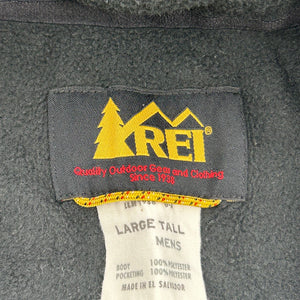 REI®
Quality Outdoor Gear and Clothing
Since 1938
LARGE TALL
MENS
BODY 100% POLYESTER
POCKETING 100% POLYESTER
MADE IN EL SALVADOR